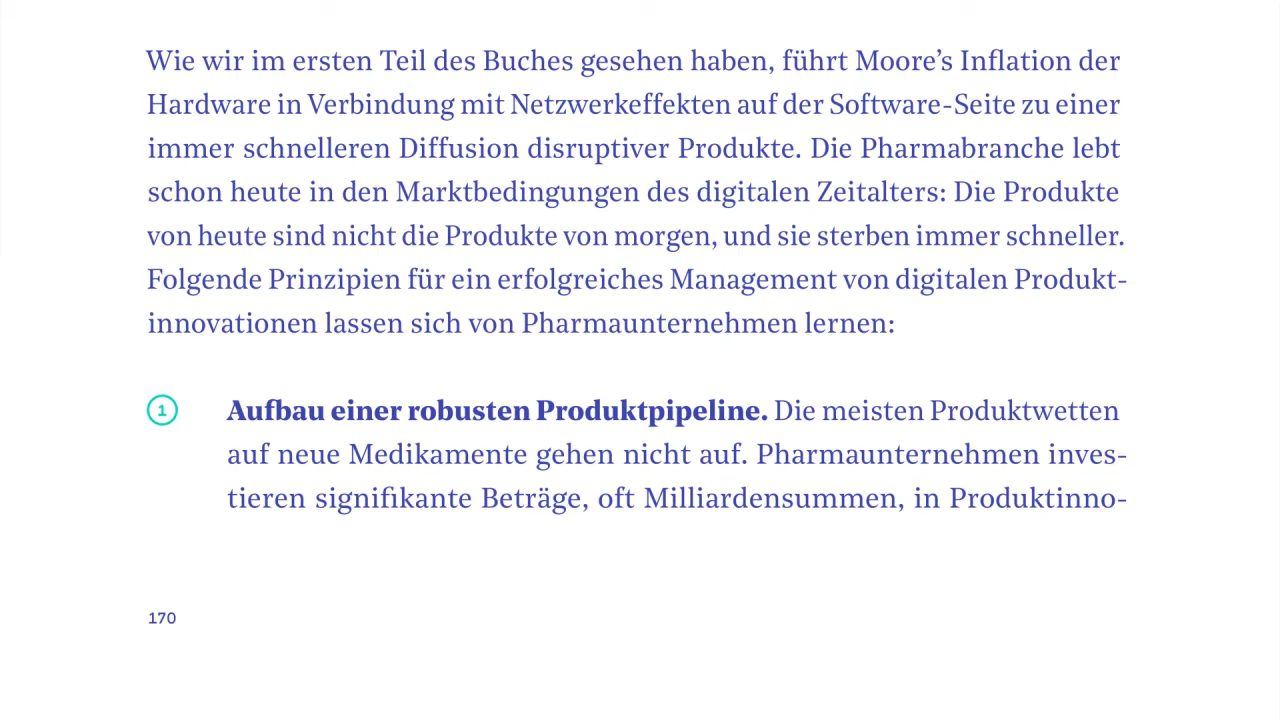 Wie wir im ersten Teil des Buches gesehen haben, führt Moore’s Inflation der
Hardware in Verbindung mit Netzwerkeffekten auf der Software-Seite zu einer
immer schnelleren Diffusion disruptiver Produkte. Die Pharmabranche lebt
schon heute in den Marktbedingungen des digitalen Zeitalters: Die Produkte
von heute sind nicht die Produkte von morgen, und sie sterben immer schneller.
Folgende Prinzipien für ein erfolgreiches Management von digitalen Produkt-
innovationen lassen sich von Pharmaunternehmen lernen:
1 Aufbau einer robusten Produktpipeline. Die meisten Produktwetten
auf neue Medikamente gehen nicht auf. Pharmaunternehmen inves-
tieren signifikante Beträge, oft Milliardensummen, in Produktinno-
170